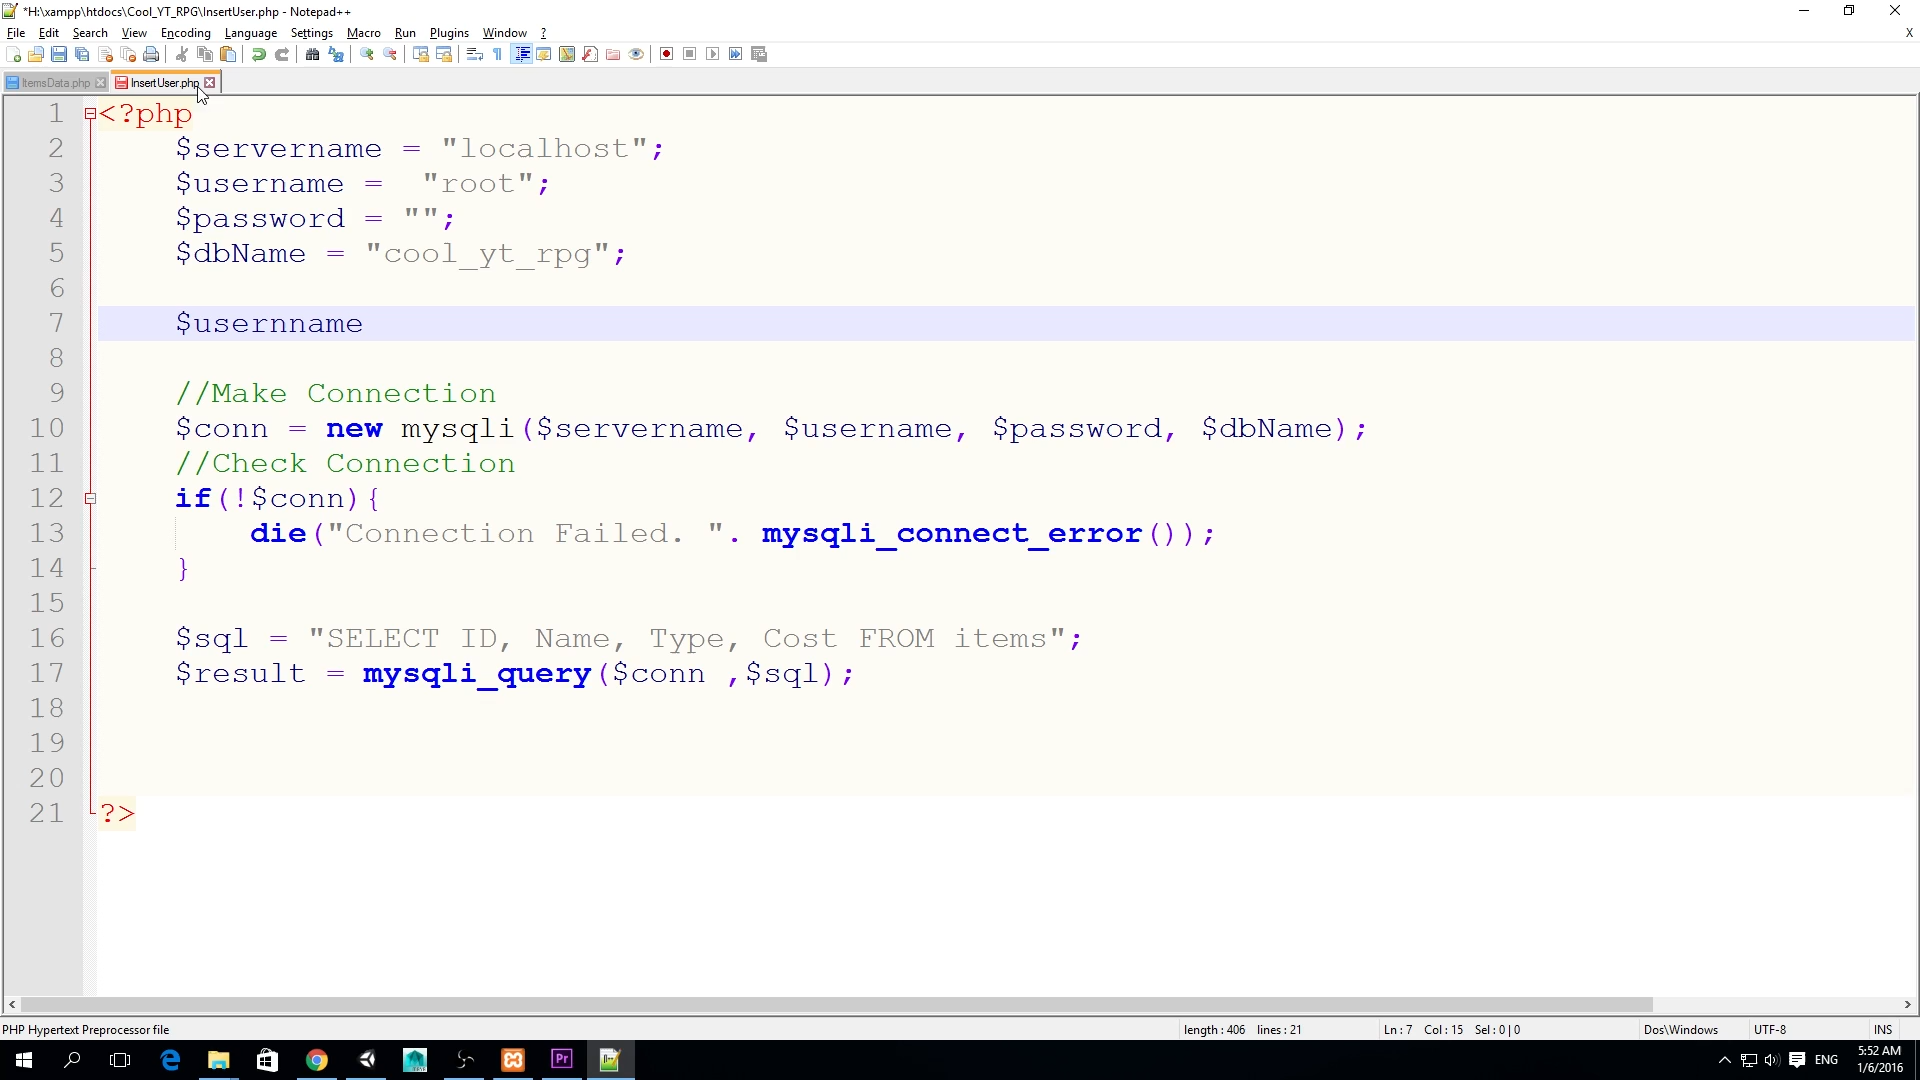 *H:\xampp\htdocs\Cool_YT_RPG\InsertUser.php - Notepad++
File Edit Search View Encoding Language Settings Macro Run Plugins Window ? X
ItemsData.php InsertUser.php
1 <?php
2 $servername = "localhost";
3 $username =  "root";
4 $password = "";
5 $dbName = "cool_yt_rpg";
6
7 $usernname
8
9 //Make Connection
10 $conn = new mysqli($servername, $username, $password, $dbName);
11 //Check Connection
12 if(!$conn){
13 die("Connection Failed. ". mysqli_connect_error());
14 }
15
16 $sql = "SELECT ID, Name, Type, Cost FROM items";
17 $result = mysqli_query($conn ,$sql);
18
19
20
21 ?>
PHP Hypertext Preprocessor file length : 406 lines : 21 Ln : 7 Col : 15 Sel : 0 | 0 Dos\Windows UTF-8 INS
Pr ENG 5:52 AM
1/6/2016